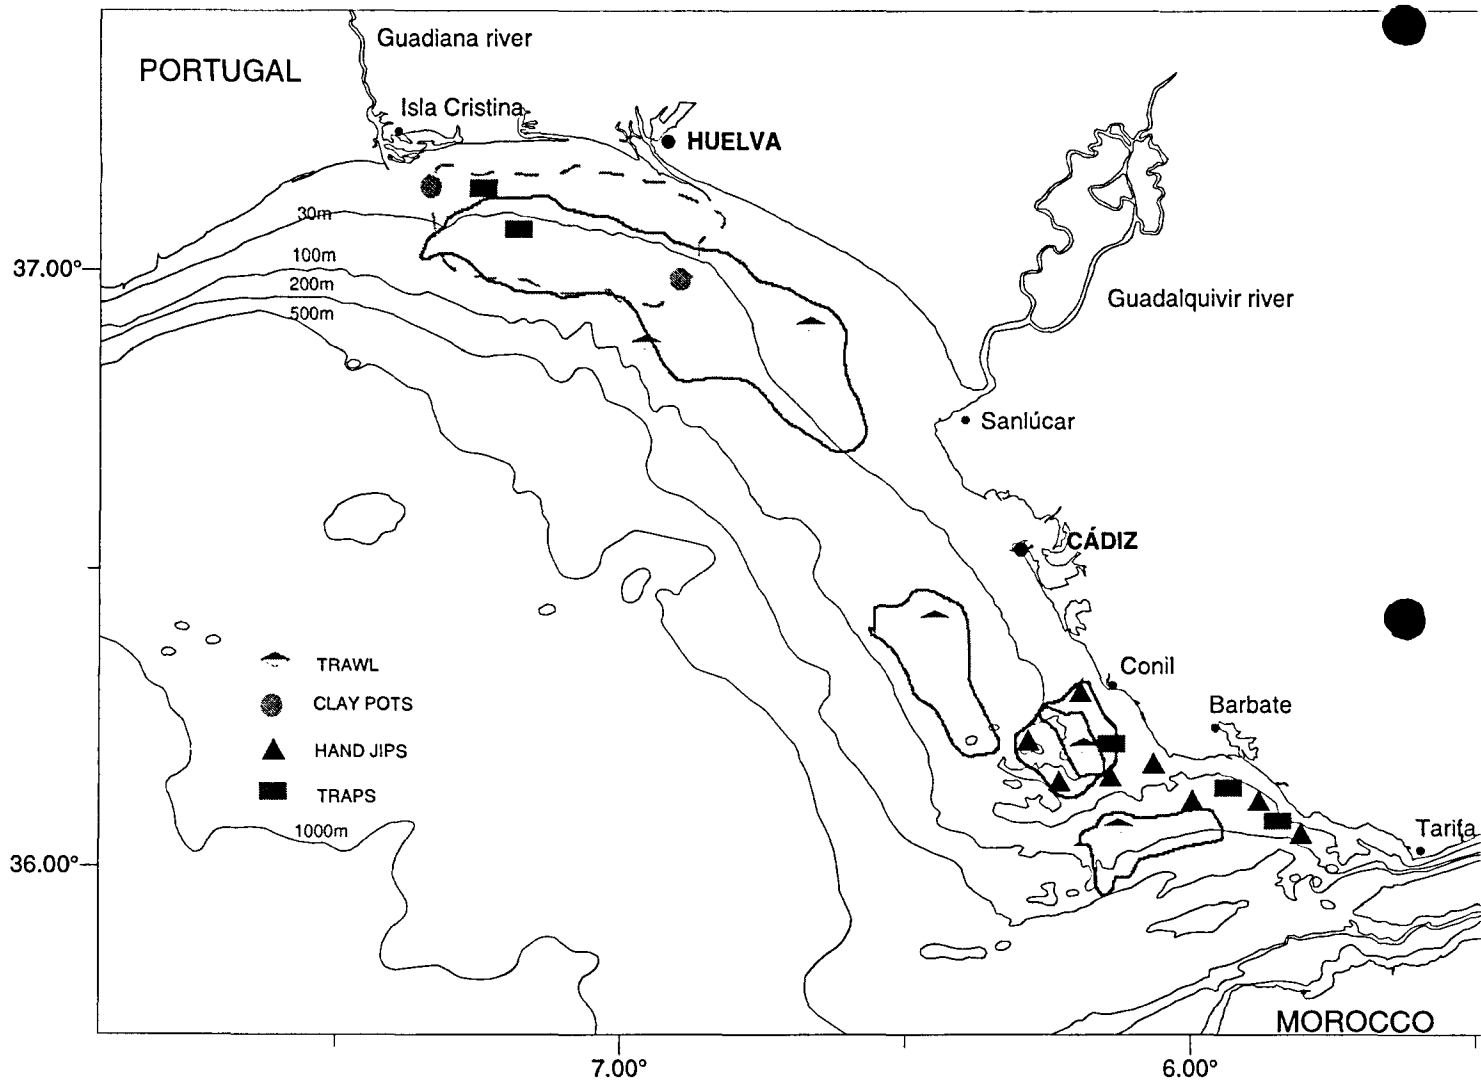 Guadiana river
PORTUGAL
Isla Cristina
HUELVA
30m
100m
37.00°
200m
Guadalquivir river
500m
Sanlúcar
CÁDIZ
TRAWL
Conil
CLAY POTS
Barbate
HAND JIPS
TRAPS
1000m
Tarifa
36.00°
MOROCCO
7.00°
6.00°